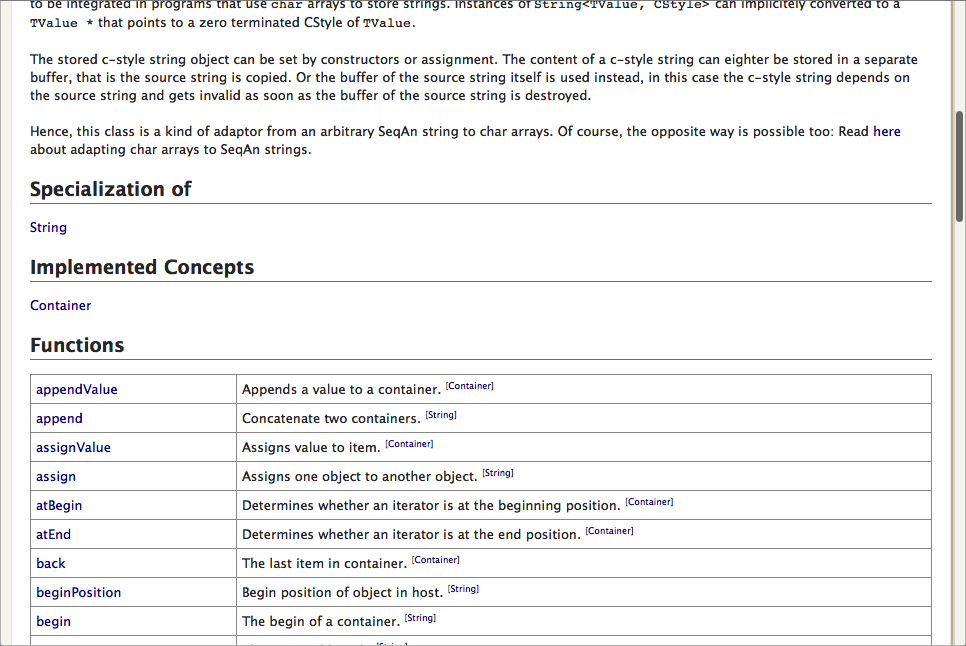 to be integrated in programs that use char arrays to store strings. Instances of String<TValue, CStyle> can implicitely converted to a
TValue * that points to a zero terminated CStyle of TValue.
The stored c-style string object can be set by constructors or assignment. The content of a c-style string can eighter be stored in a separate
buffer, that is the source string is copied. Or the buffer of the source string itself is used instead, in this case the c-style string depends on
the source string and gets invalid as soon as the buffer of the source string is destroyed.
Hence, this class is a kind of adaptor from an arbitrary SeqAn string to char arrays. Of course, the opposite way is possible too: Read here
about adapting char arrays to SeqAn strings.
Specialization of
String
Implemented Concepts
Container
Functions
appendValue Appends a value to a container. [Container]
append Concatenate two containers. [String]
assignValue Assigns value to item. [Container]
assign Assigns one object to another object. [String]
atBegin Determines whether an iterator is at the beginning position. [Container]
atEnd Determines whether an iterator is at the end position. [Container]
back The last item in container. [Container]
beginPosition Begin position of object in host. [String]
begin The begin of a container. [String]